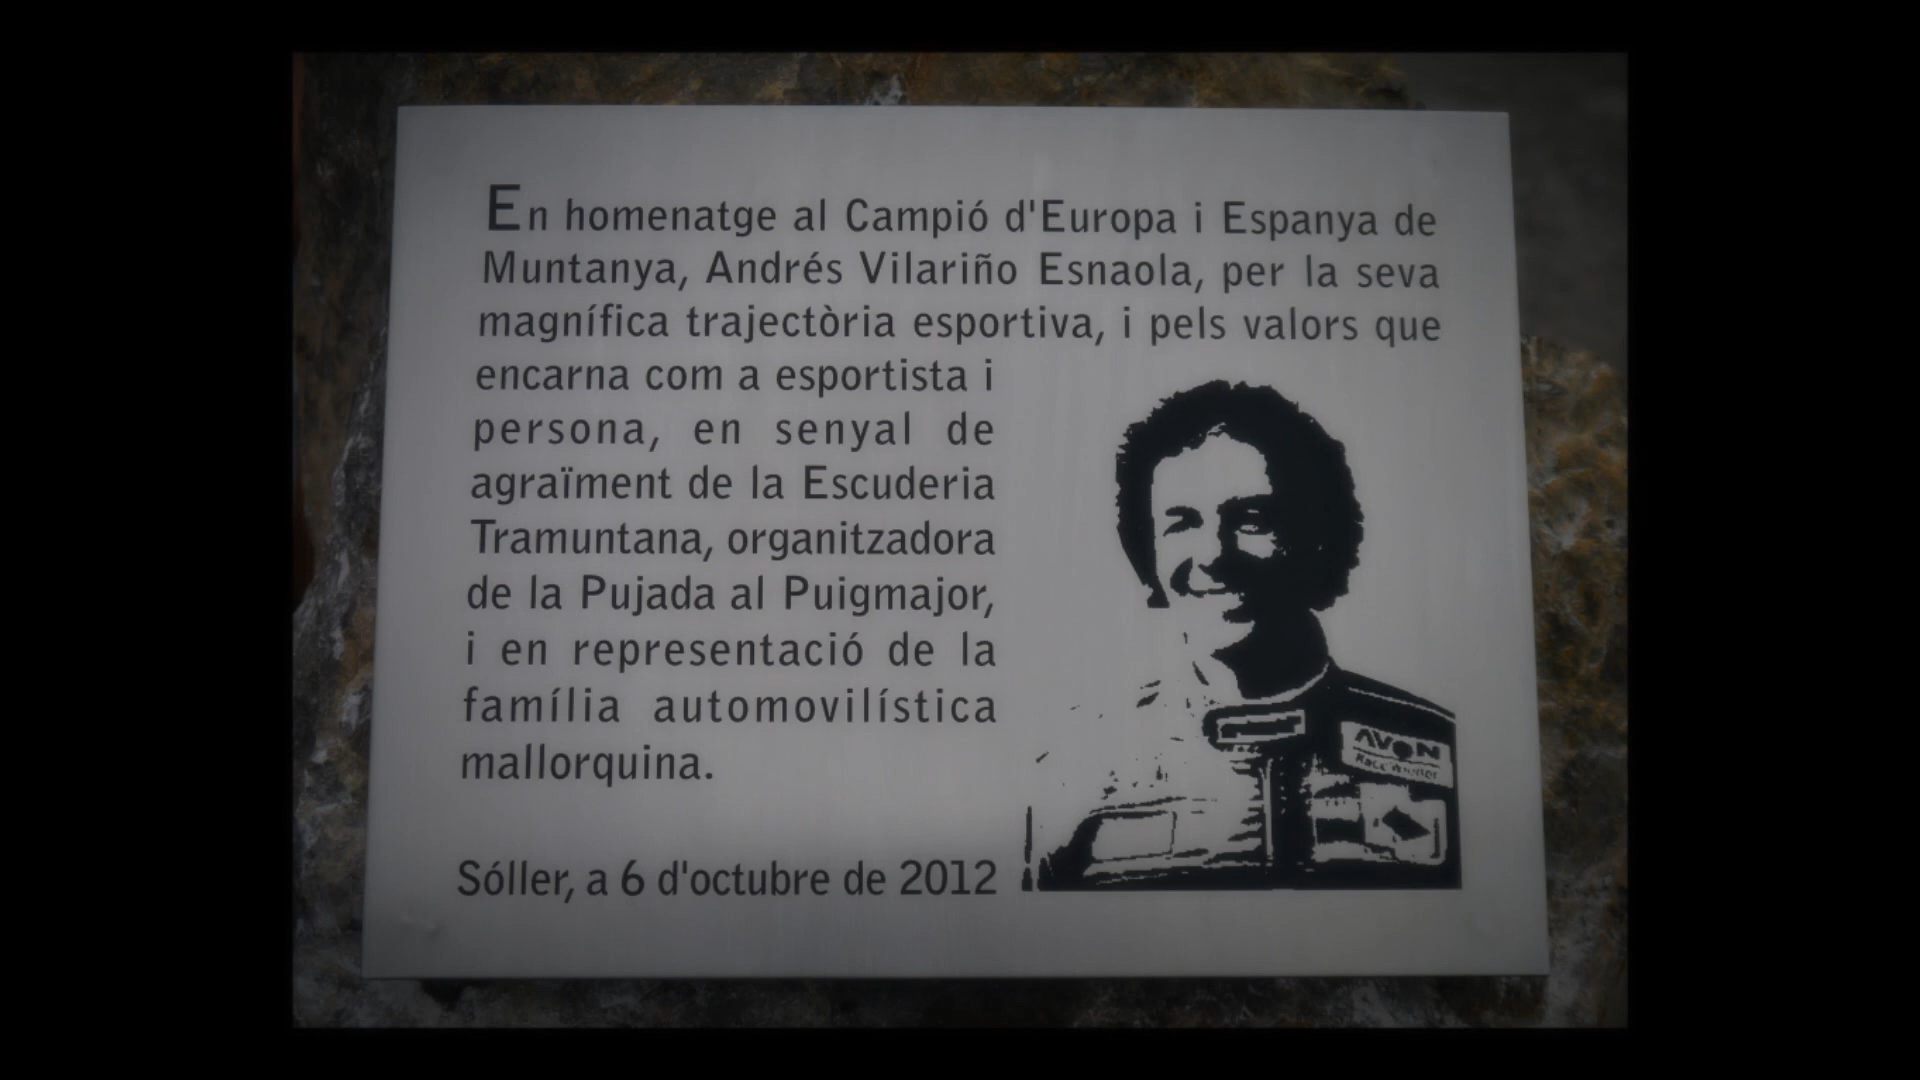 En homenatge al Campió d'Europa i Espanya de
Muntanya, Andrés Vilariño Esnaola, per la seva
magnífica trajectòria esportiva, i pels valors que
encarna com a esportista i
persona, en senyal de
agraïment de la Escuderia
Tramuntana, organitzadora
de la Pujada al Puigmajor,
i en representació de la
família automovilística
mallorquina.
AVON
Sóller, a 6 d'octubre de 2012